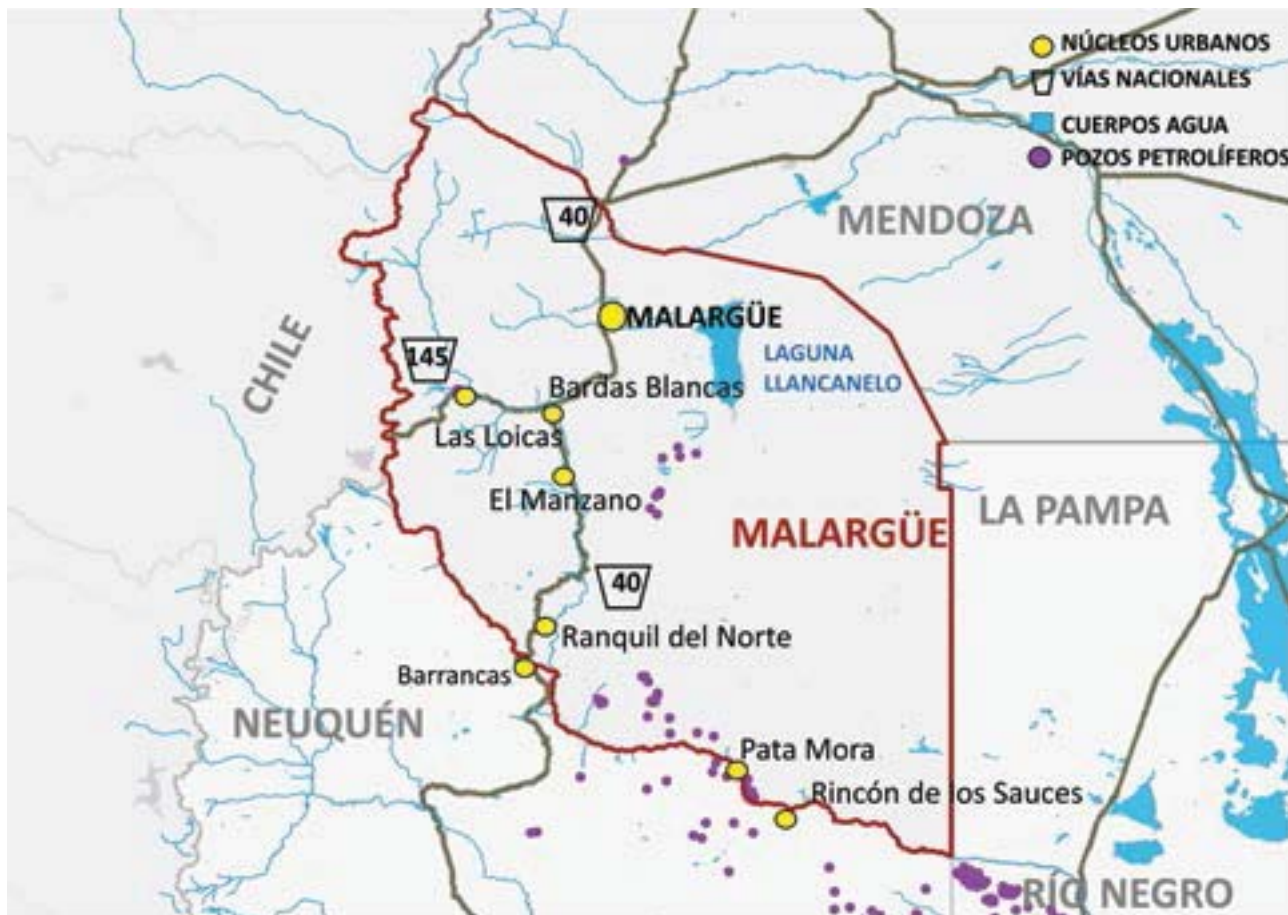 NÚCLEOS URBANOS
VÍAS NACIONALES
CUERPOS AGUA
POZOS PETROLÍFEROS
MENDOZA
40
MALARGÜE
CHILE
145
LAGUNA
LLANCANELO
Bardas Blancas
Las Loicas
El Manzano
MALARGÜE
LA PAMPA
40
Ranquil del Norte
Barrancas
NEUQUÉN
Pata Mora
Rincón de los Sauces
RÍO NEGRO